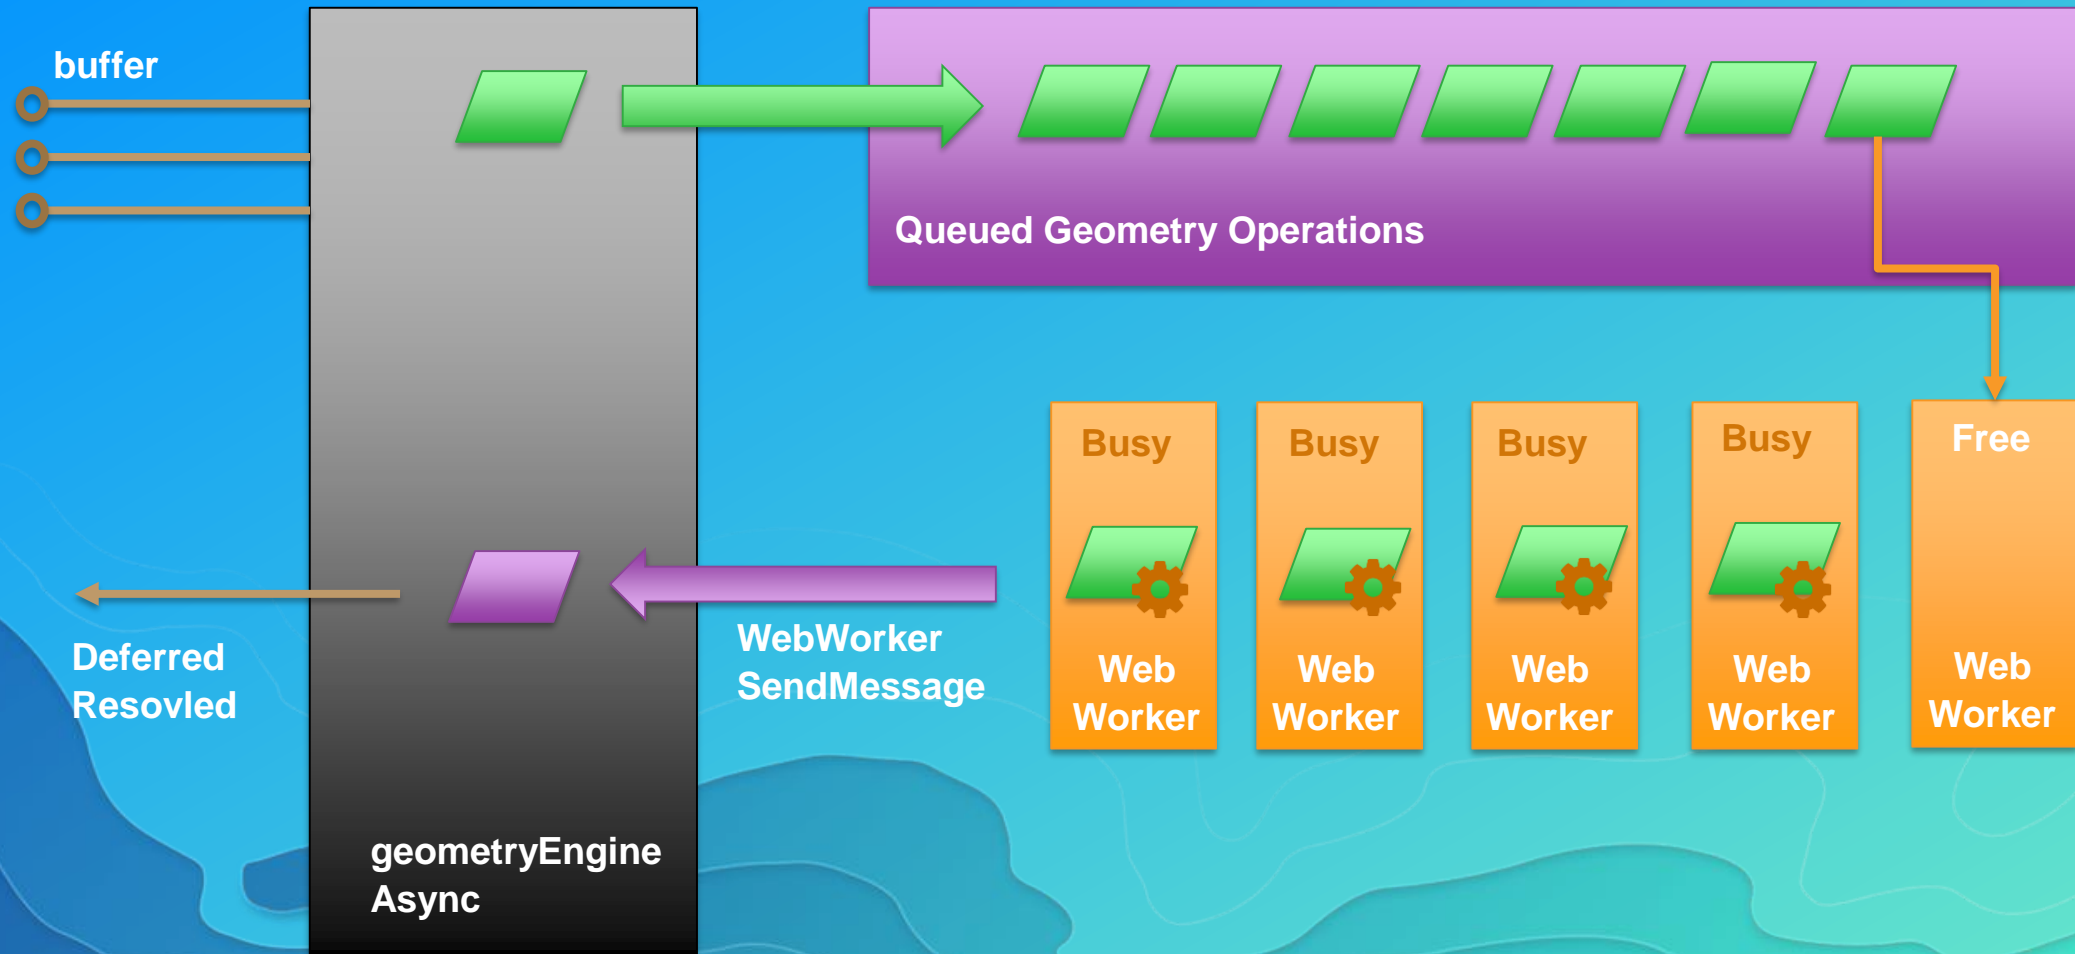 buffer
Queued Geometry Operations
Busy
Busy
Busy
Busy
Free
WebWorker
SendMessage
Deferred
Resovled
Web
Worker
Web
Worker
Web
Worker
Web
Worker
Web
Worker
geometryEngine
Async